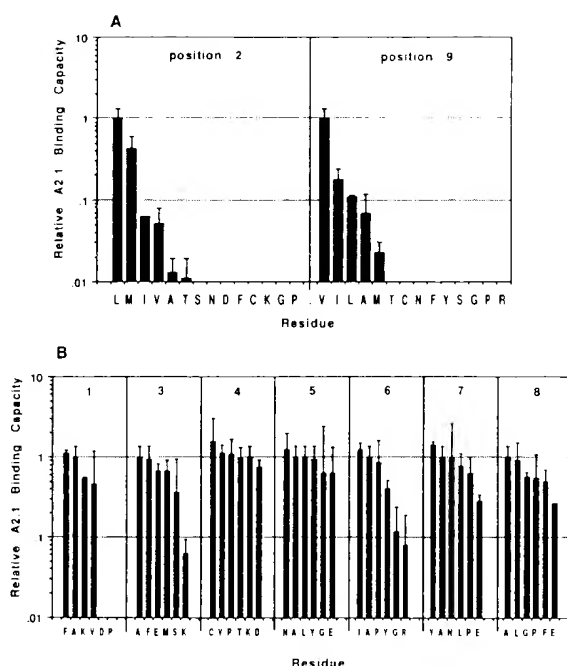 A
position 2
position 9
Relative A2.1 Binding Capacity
10
1
.1
.01
L M I V A T S N D F C K G P
V I L A M T C N F Y S G P R
Residue
B
1
3
4
5
6
7
8
Relative A2.1 Binding Capacity
10
1
.1
.01
F A K V D P
A F E M S K
C V P T K D
N A L Y G E
I A P Y G R
Y A N L P E
A L G P F E
Residue